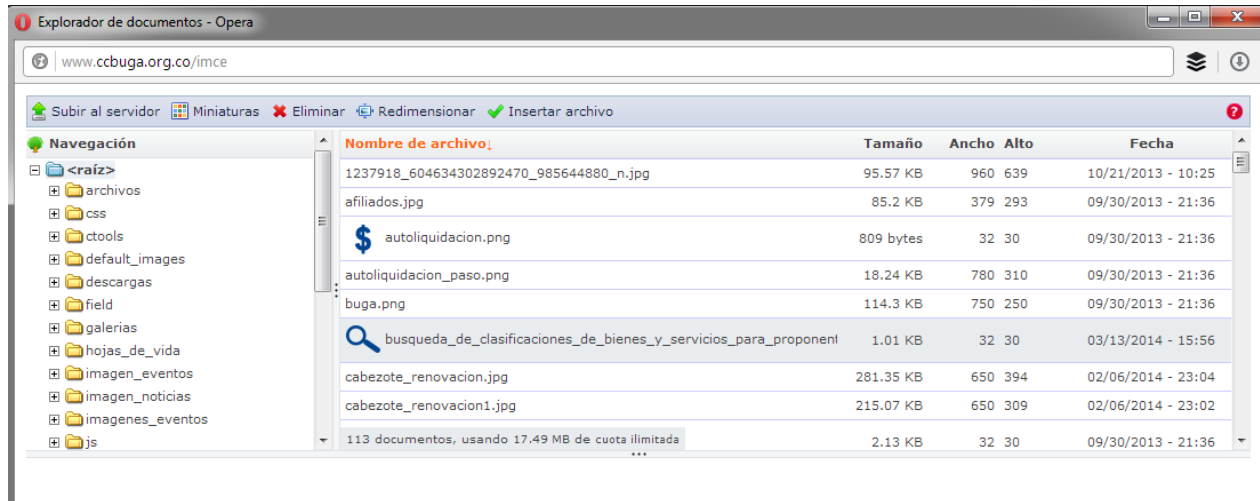 Explorador de documentos - Opera
www.ccbuga.org.co/imce
Subir al servidor Miniaturas Eliminar Redimensionar Insertar archivo
Navegación
<raíz>
archivos
css
ctools
default_images
descargas
field
galerias
hojas_de_vida
imagen_eventos
imagen_noticias
imagenes_eventos
js
Nombre de archivo↓ Tamaño Ancho Alto Fecha
1237918_604634302892470_985644880_n.jpg 95.57 KB 960 639 10/21/2013 - 10:25
afiliados.jpg 85.2 KB 379 293 09/30/2013 - 21:36
autoliquidacion.png 809 bytes 32 30 09/30/2013 - 21:36
autoliquidacion_paso.png 18.24 KB 780 310 09/30/2013 - 21:36
buga.png 114.3 KB 750 250 09/30/2013 - 21:36
busqueda_de_clasificaciones_de_bienes_y_servicios_para_proponent 1.01 KB 32 30 03/13/2014 - 15:56
cabezote_renovacion.jpg 281.35 KB 650 394 02/06/2014 - 23:04
cabezote_renovacion1.jpg 215.07 KB 650 309 02/06/2014 - 23:02
113 documentos, usando 17.49 MB de cuota ilimitada 2.13 KB 32 30 09/30/2013 - 21:36